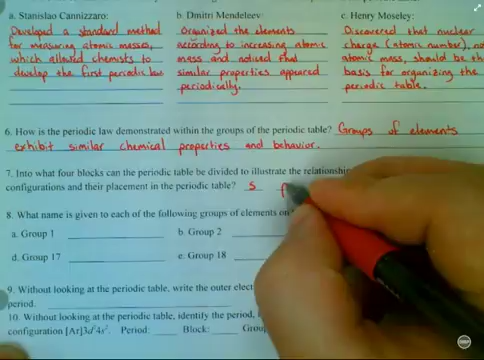 a. Stanislao Cannizzaro: b. Dmitri Mendeleev: c. Henry Moseley:
Developed a standard method
for measuring atomic masses,
which allowed chemists to
develop the first periodic law
Organized the elements
according to increasing atomic
mass and noticed that
similar properties appeared
periodically.
Discovered that nuclear
charge (atomic number), not
atomic mass, should be the
basis for organizing the
periodic table.
6. How is the periodic law demonstrated within the groups of the periodic table? Groups of elements
exhibit similar chemical properties and behavior.
7. Into what four blocks can the periodic table be divided to illustrate the
configurations and their placement in the periodic table? s p
8. What name is given to each of the following groups of elements on
a. Group 1 b. Group 2
d. Group 17 e. Group 18
9. Without looking at the periodic table, write the outer
period.
10. Without looking at the periodic table, identify the period,
configuration [Ar]3d¹4s². Period: Block: